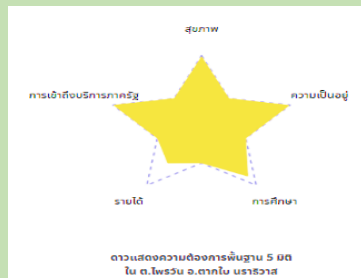 สุขภาพ
การเข้าถึงบริการภาครัฐ
ความเป็นอยู่
รายได้
การศึกษา
ดาวแสดงความต้องการพื้นฐาน 5 มิติ
ใน ต.ไพรวัน อ.ตากใบ นราธิวาส